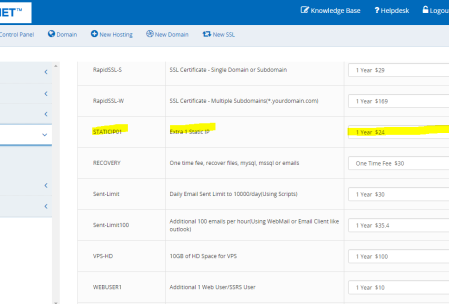 NET™
Knowledge Base ? Helpdesk Logou
Control Panel Domain New Hosting New Domain New SSL
RapidSSL-S SSL Certificate - Single Domain or Subdomain 1 Year $29
RapidSSL-W SSL Certificate - Multiple Subdomains(*.yourdomain.com) 1 Year $169
STATICIP01 Extra 1 Static IP 1 Year $24
RECOVERY One time fee, recover files, mysql, mssql or emails One Time Fee $30
Sent-Limit Daily Email Sent Limit to 10000/day(Using Scripts) 1 Year $30
Sent-Limit100 Additional 100 emails per hour(Using WebMail or Email Client like
outlook) 1 Year $35.4
VPS-HD 10GB of HD Space for VPS 1 Year $100
WEBUSER1 Additional 1 Web User/SSRS User 1 Year $10